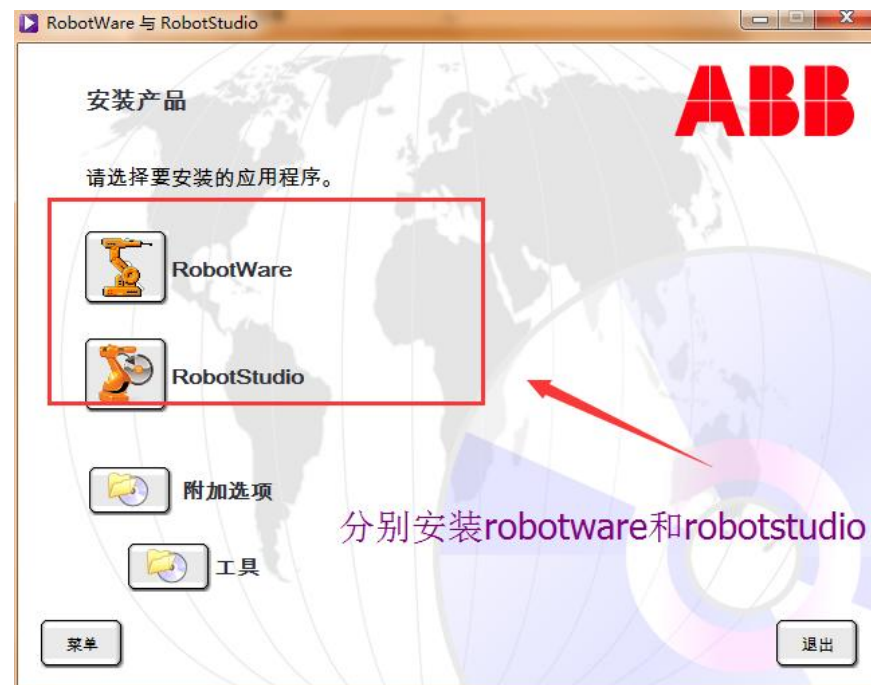 RobotWare 与 RobotStudio
安装产品
ABB
请选择要安装的应用程序。
RobotWare
RobotStudio
附加选项
分别安装robotware和robotstudio
工具
菜单
退出